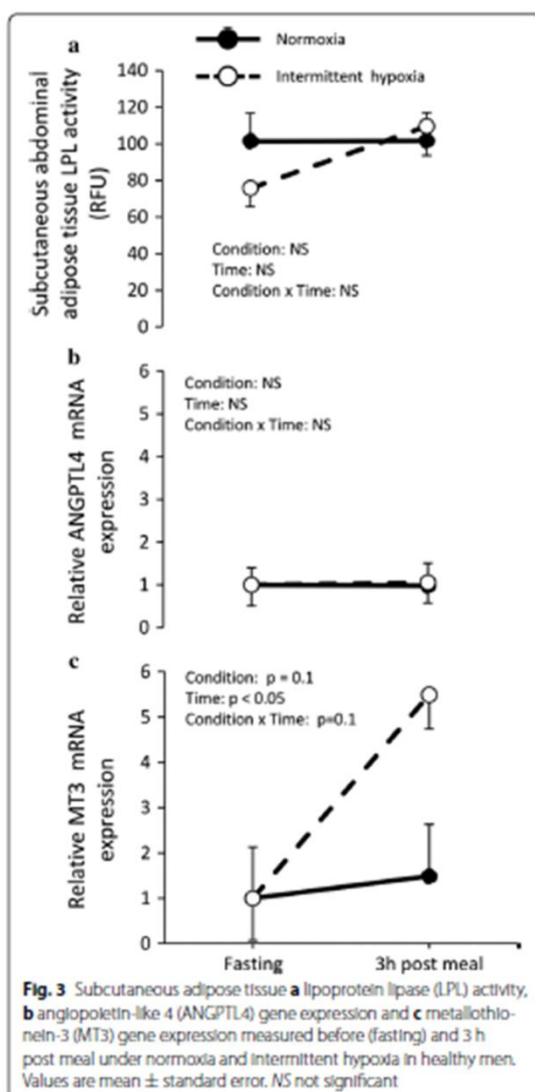 a
Normoxia
Intermittent hypoxia
Subcutaneous abdominal
adipose tissue LPL activity
(RFU)
140
120
100
80
60
40
20
0
Condition: NS
Time: NS
Condition x Time: NS
b
Relative ANGPTL4 mRNA
expression
6
5
4
3
2
1
0
Condition: NS
Time: NS
Condition x Time: NS
c
Relative MT3 mRNA
expression
6
5
4
3
2
1
0
Condition: p = 0.1
Time: p < 0.05
Condition x Time: p=0.1
Fasting
3h post meal
Fig. 3 Subcutaneous adipose tissue a lipoprotein lipase (LPL) activity,
b angiopoietin-like 4 (ANGPTL4) gene expression and c metallothio-
nein-3 (MT3) gene expression measured before (fasting) and 3 h
post meal under normoxia and intermittent hypoxia in healthy men.
Values are mean ± standard error. NS not significant